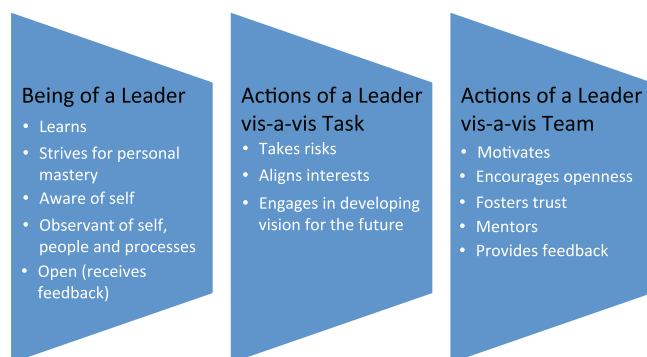 Being of a Leader
• Learns
• Strives for personal
mastery
• Aware of self
• Observant of self,
people and processes
• Open (receives
feedback)
Actions of a Leader
vis-a-vis Task
• Takes risks
• Aligns interests
• Engages in developing
vision for the future
Actions of a Leader
vis-a-vis Team
• Motivates
• Encourages openness
• Fosters trust
• Mentors
• Provides feedback